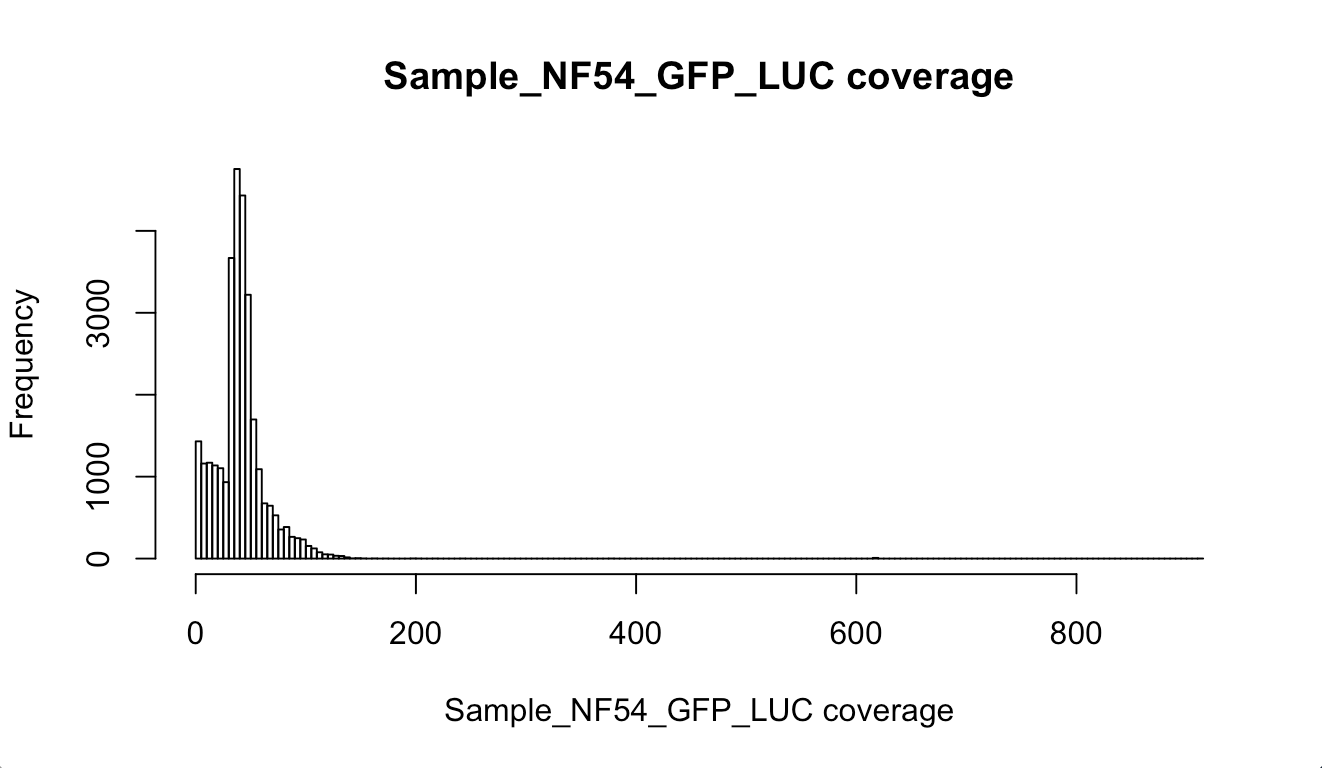 Sample_NF54_GFP_LUC coverage
Frequency
3000
1000
0
0 200 400 600 800
Sample_NF54_GFP_LUC coverage